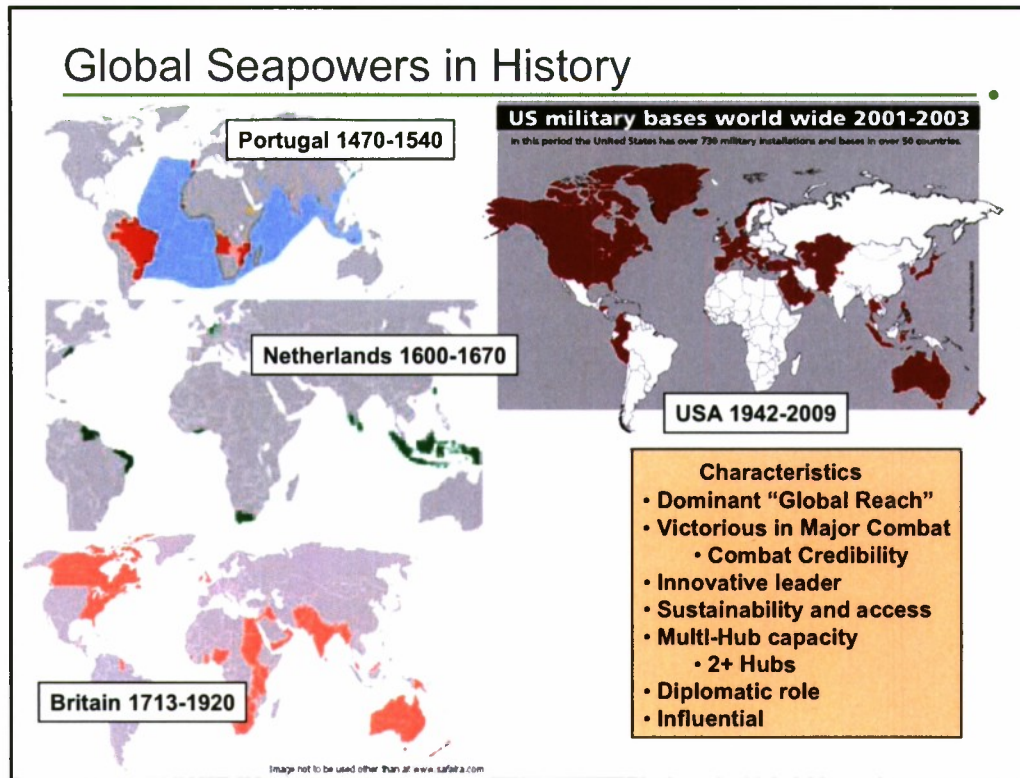 Global Seapowers in History
Portugal 1470-1540
US military bases world wide 2001-2003
In this period the United States has over 730 military installations and bases in over 50 countries.
Netherlands 1600-1670
USA 1942-2009
Britain 1713-1920
Image not to be used other than at www.safaira.com
Characteristics
• Dominant “Global Reach”
• Victorious in Major Combat
• Combat Credibility
• Innovative leader
• Sustainability and access
• Multi-Hub capacity
• 2+ Hubs
• Diplomatic role
• Influential